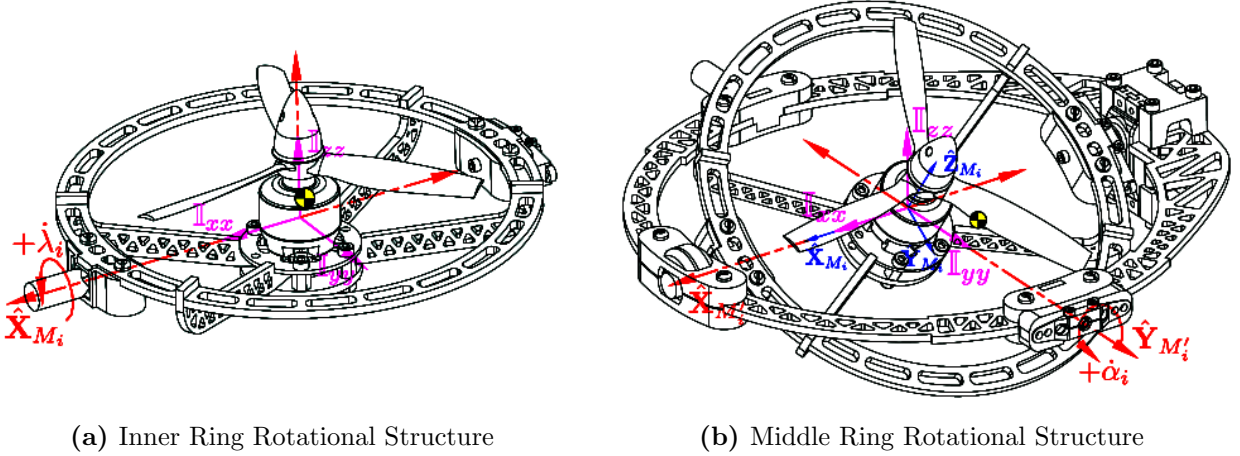 𝕀zz
𝕀xx
𝕀yy
+λ̇i
X̂Mi
𝕀zz
ẐMi
𝕀xx
X̂Mi
ŶMi
𝕀yy
X̂M′i
ŶM′i
+α̇i
(a) Inner Ring Rotational Structure
(b) Middle Ring Rotational Structure